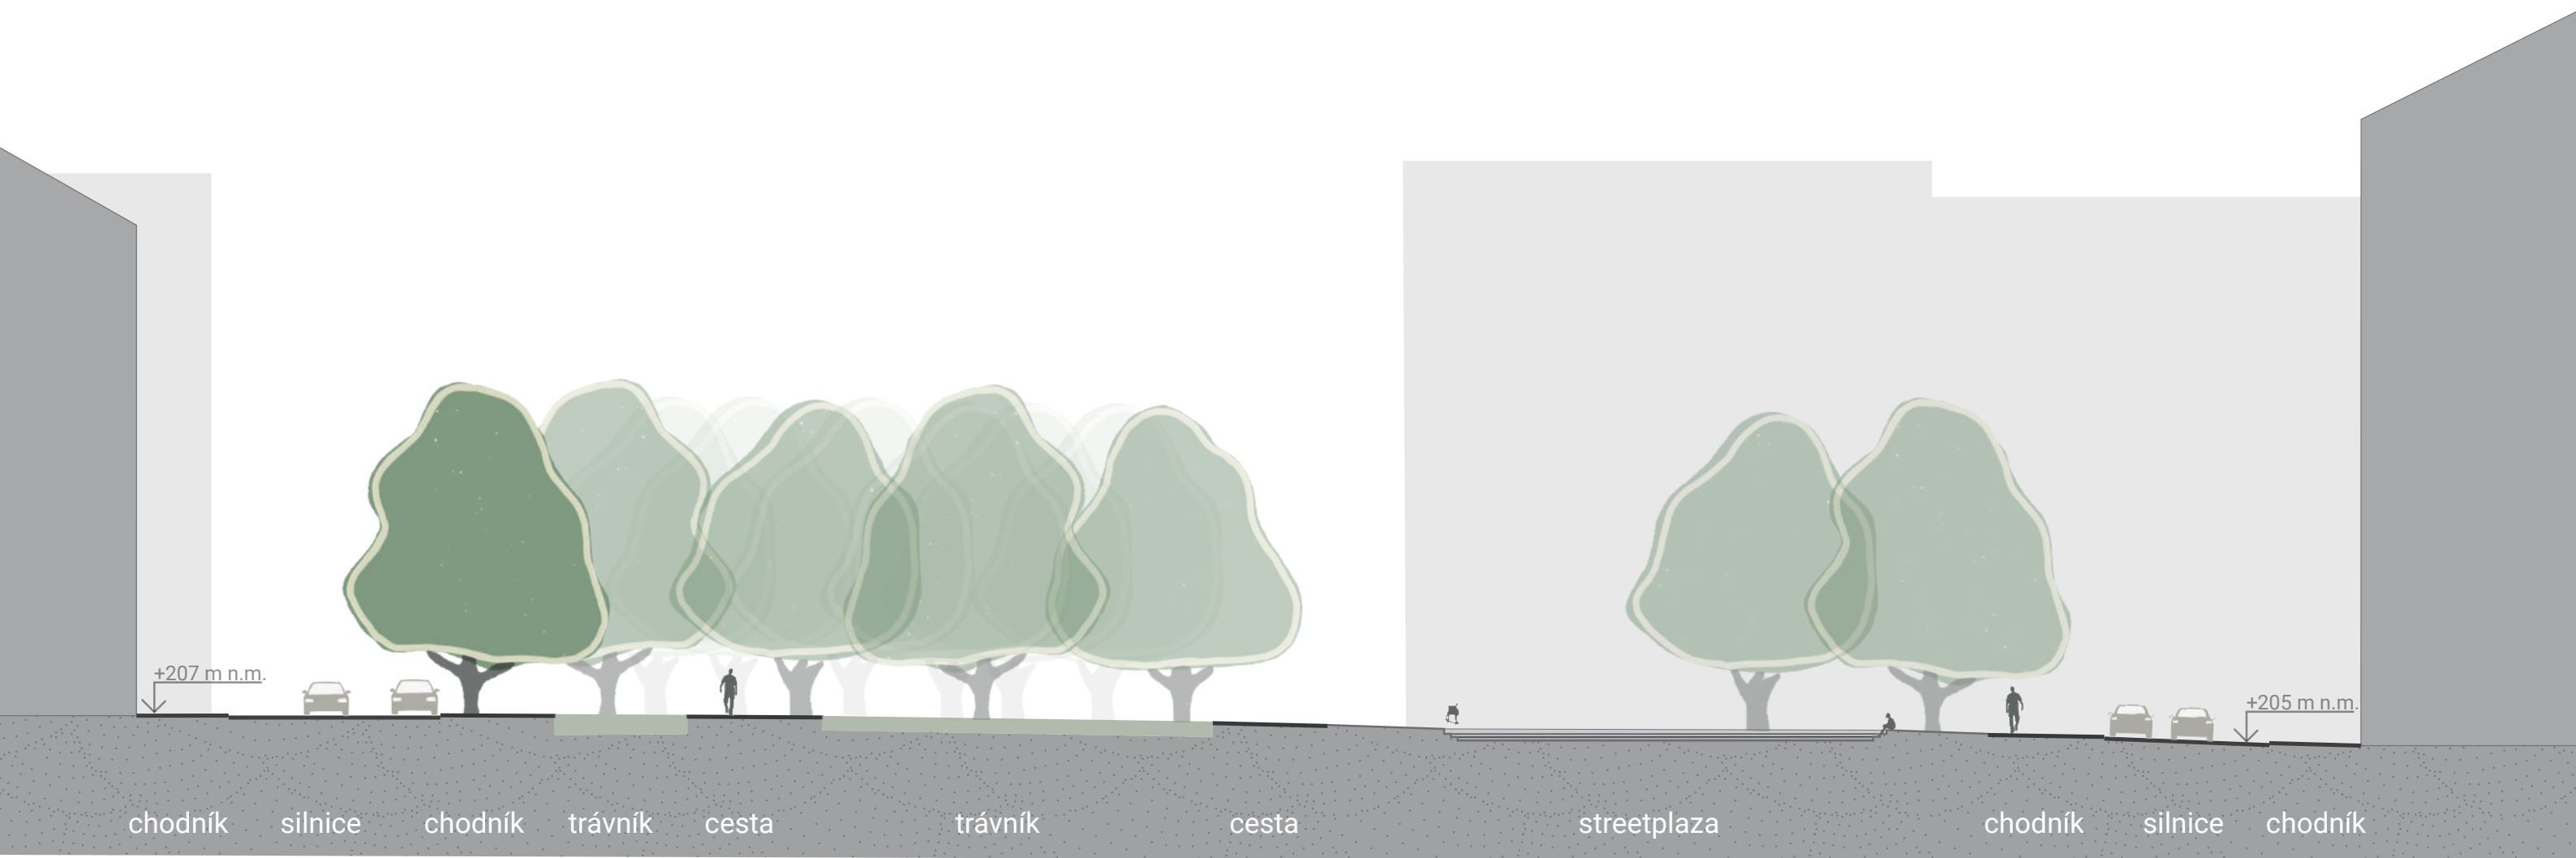 +207 m n.m.
+205 m n.m.
chodník silnice chodník trávník cesta trávník cesta streetplaza chodník silnice chodník